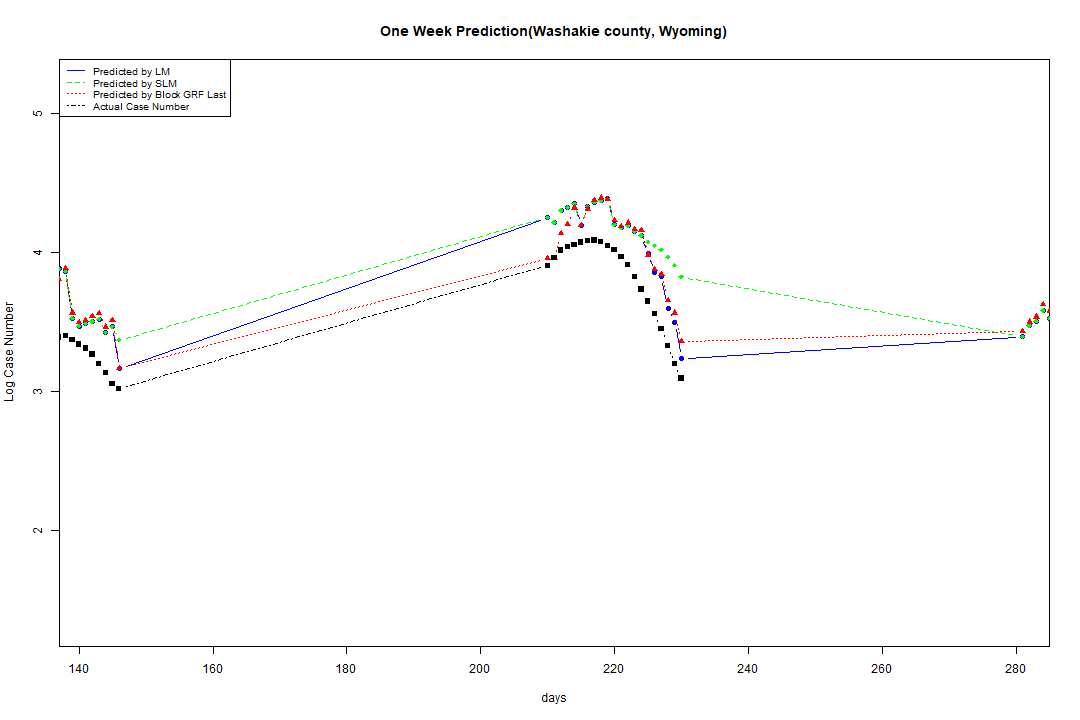 One Week Prediction(Washakie county, Wyoming)
Predicted by LM
Predicted by SLM
Predicted by Block GRF Last
Actual Case Number
5
4
3
2
Log Case Number
140 160 180 200 220 240 260 280
days